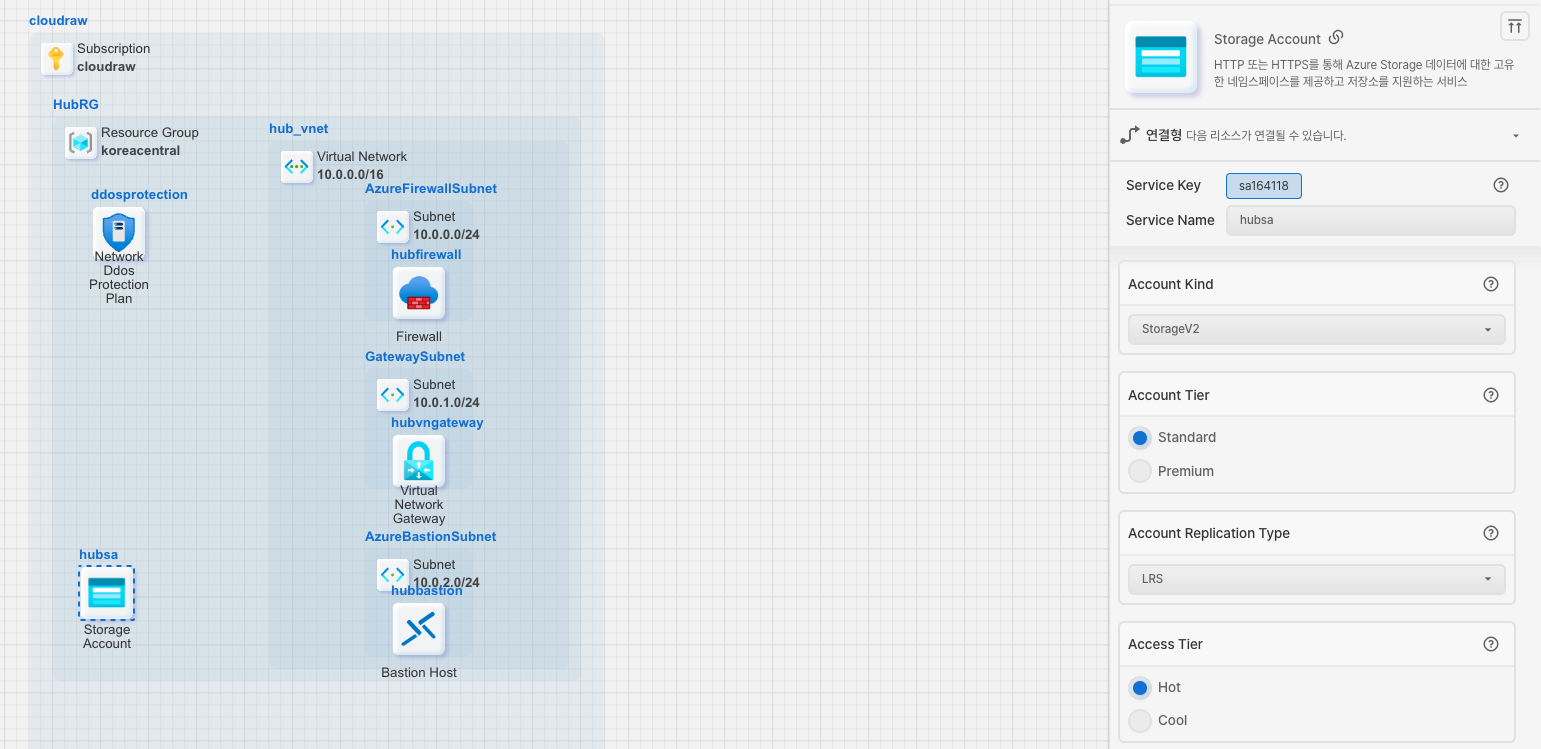 cloudraw
Subscription
cloudraw
HubRG
Resource Group
koreacentral
hub_vnet
Virtual Network
10.0.0.0/16
ddosprotection
Network
Ddos
Protection
Plan
AzureFirewallSubnet
Subnet
10.0.0.0/24
hubfirewall
Firewall
GatewaySubnet
Subnet
10.0.1.0/24
hubvngateway
Virtual
Network
Gateway
AzureBastionSubnet
Subnet
10.0.2.0/24
hubbastion
Bastion Host
hubsa
Storage
Account
Storage Account
HTTP 또는 HTTPS를 통해 Azure Storage 데이터에 대한 고유
한 네임스페이스를 제공하고 저장소를 지원하는 서비스
연결형 다음 리소스가 연결될 수 있습니다.
Service Key sa164118
Service Name hubsa
Account Kind
StorageV2
Account Tier
Standard
Premium
Account Replication Type
LRS
Access Tier
Hot
Cool